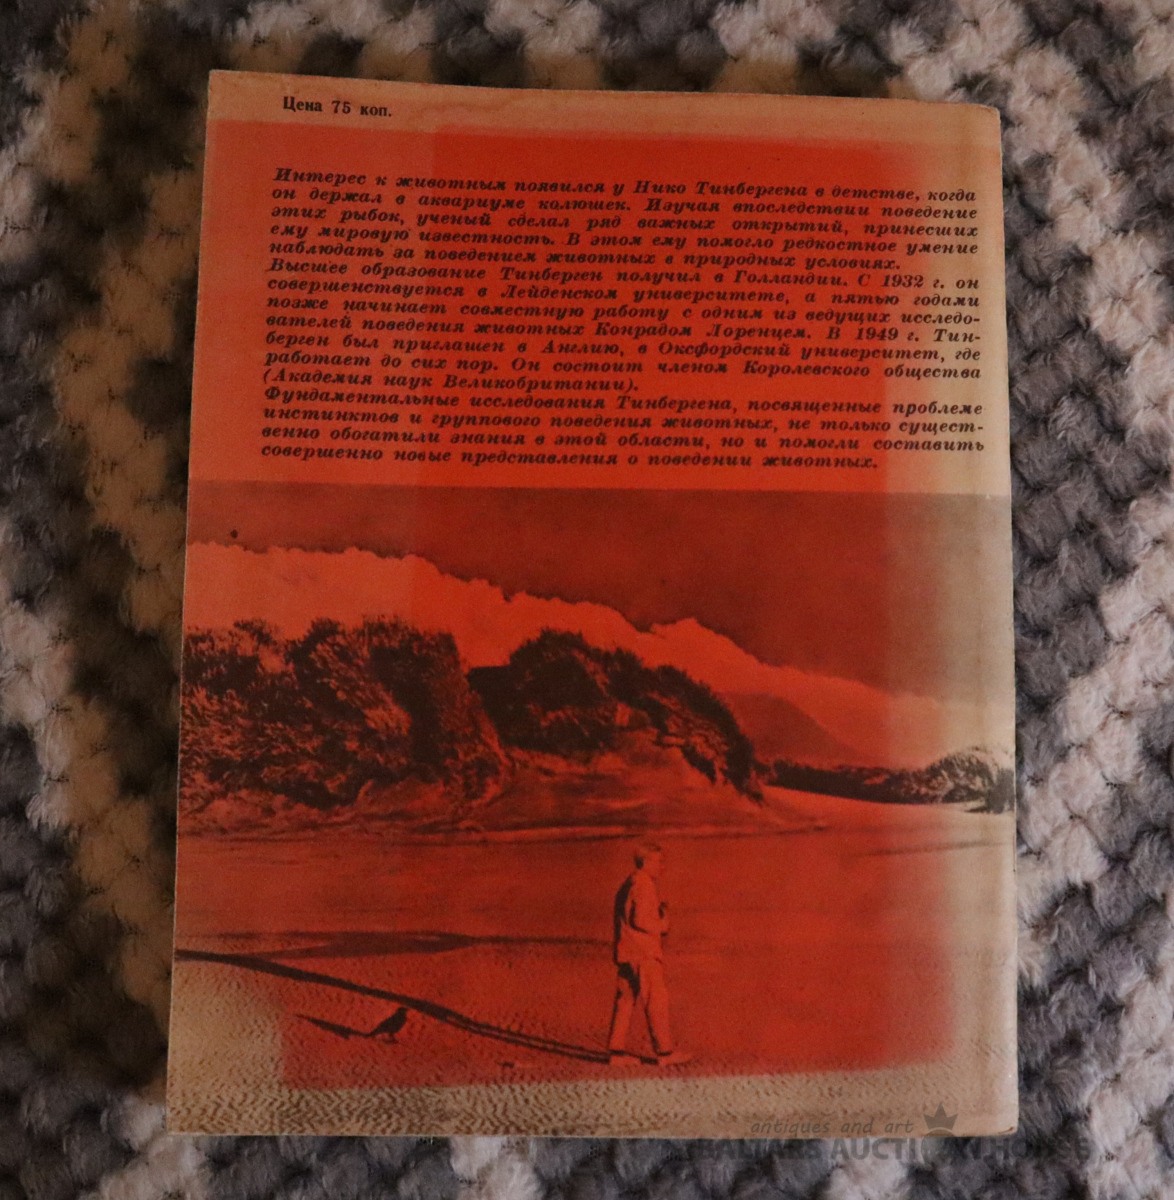 Цена 75 коп.
Интерес к животным появился у Нико Тинбергена в детстве, когда
он держал в аквариуме колюшек. Изучая впоследствии поведение
этих рыбок, ученый сделал ряд важных открытий, принесших
ему мировую известность. В этом ему помогло редкостное умение
наблюдать за поведением животных в природных условиях.
Высшее образование Тинберген получил в Голландии. С 1932 г. он
совершенствуется в Лейденском университете, а пятью годами
позже начинает совместную работу с одним из ведущих исследо-
вателей поведения животных Конрадом Лоренцем. В 1949 г. Тин-
берген был приглашен в Англию, в Оксфордский университет, где
работает до сих пор. Он состоит членом Королевского общества
(Академия наук Великобритании).
Фундаментальные исследования Тинбергена, посвященные проблеме
инстинктов и группового поведения животных, не только сущест-
венно обогатили знания в этой области, но и помогли составить
совершенно новые представления о поведении животных.
antiques and art